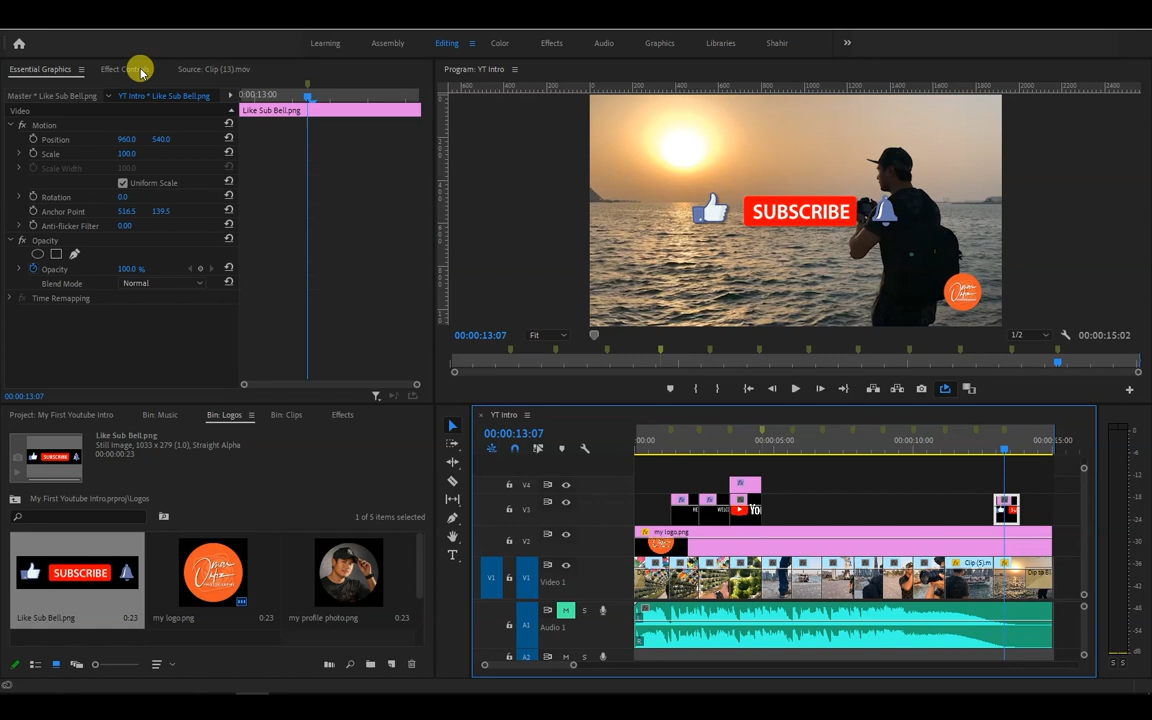 Learning Assembly Editing Color Effects Audio Graphics Libraries Shahir
Essential Graphics Effect Controls Source: Clip (13).mov
Program: YT Intro
Master * Like Sub Bell.png YT Intro * Like Sub Bell.png 0:00:13:00
Video
Like Sub Bell.png
Motion
Position 960.0 540.0
Scale 100.0
Scale Width 100.0
Uniform Scale
Rotation 0.0
Anchor Point 516.5 139.5
Anti-flicker Filter 0.00
Opacity
Opacity 100.0 %
Blend Mode Normal
Time Remapping
00:00:13:07
SUBSCRIBE
00:00:13:07 Fit 1/2 00:00:15:02
Project: My First Youtube Intro Bin: Music Bin: Logos Bin: Clips Effects
Like Sub Bell.png
Still Image, 1033 x 279 (1.0), Straight Alpha
00:00:00:23
SUBSCRIBE
My First Youtube Intro.prproj\Logos
1 of 5 items selected
SUBSCRIBE
Like Sub Bell.png 0:23 my logo.png 0:23 my profile photo.png 0:23
YT Intro
00:00:13:07
:00:00 00:00:05:00 00:00:10:00 00:00:15:00
V4
V3
V2 my logo.png
V1 V1 Video 1 Clip (5).m
A1 M S Audio 1
A2 M S
S S